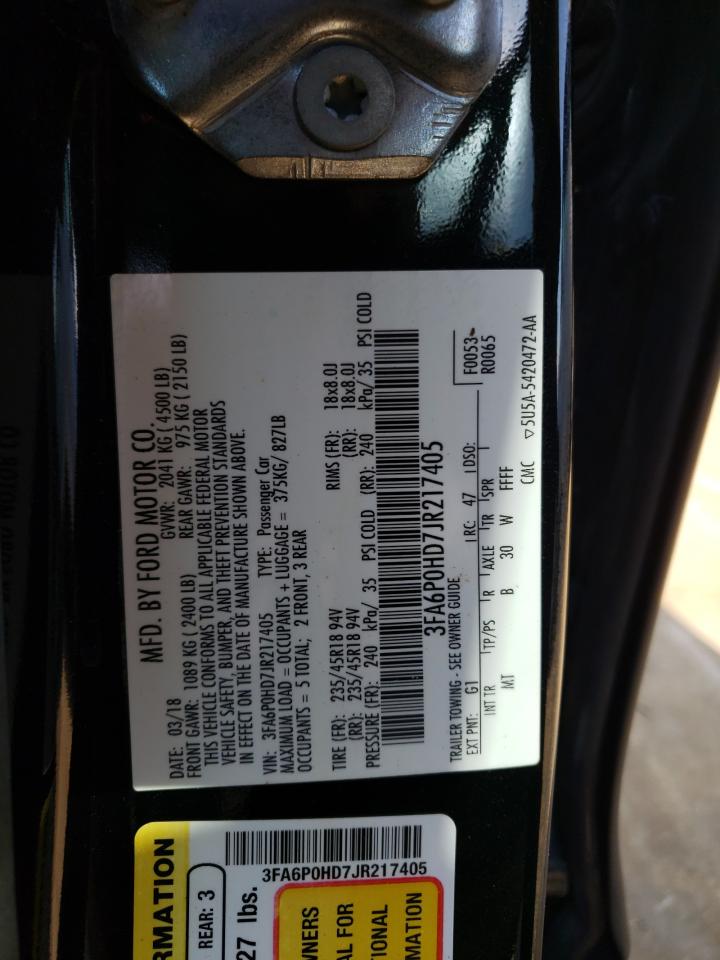 MFD. BY FORD MOTOR CO.
DATE: 03/18 GVWR: 2041 KG ( 4500 LB)
FRONT GAWR: 1089 KG ( 2400 LB) REAR GAWR: 975 KG ( 2150 LB)
THIS VEHICLE CONFORMS TO ALL APPLICABLE FEDERAL MOTOR
VEHICLE SAFETY, BUMPER, AND THEFT PREVENTION STANDARDS
IN EFFECT ON THE DATE OF MANUFACTURE SHOWN ABOVE.
VIN: 3FA6P0HD7JR217405 TYPE: Passenger Car
MAXIMUM LOAD = OCCUPANTS + LUGGAGE = 375KG/ 827LB
OCCUPANTS = 5 TOTAL; 2 FRONT, 3 REAR
TIRE (FR): 235/45R18 94V RIMS (FR): 18x8.0J
(RR): 235/45R18 94V (RR): 18x8.0J
PRESSURE (FR): 240 kPa/ 35 PSI COLD (RR): 240 kPa/ 35 PSI COLD
3FA6P0HD7JR217405
F0053-
R0065
TRAILER TOWING - SEE OWNER GUIDE
EXT PNT: G1 RC: 47 DSO:
INT TR TP/PS R AXLE TR SPR
MT B 30 W FFFF
CMC ▽5U5A-5420472-AA
RMATION
REAR: 3
27 lbs.
3FA6P0HD7JR217405
WNERS
AL FOR
TIONAL
MATION